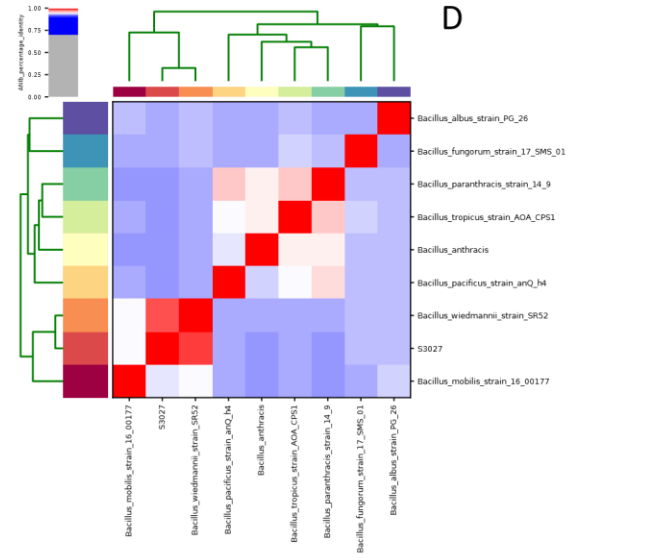 D
ANIb_percentage_identity
1.00
0.75
0.50
0.25
0.00
Bacillus_albus_strain_PG_26
Bacillus_fungorum_strain_17_SMS_01
Bacillus_paranthracis_strain_14_9
Bacillus_tropicus_strain_AOA_CPS1
Bacillus_anthracis
Bacillus_pacificus_strain_anQ_h4
Bacillus_wiedmannii_strain_SR52
S3027
Bacillus_mobilis_strain_16_00177
Bacillus_mobilis_strain_16_00177
S3027
Bacillus_wiedmannii_strain_SR52
Bacillus_pacificus_strain_anQ_h4
Bacillus_anthracis
Bacillus_tropicus_strain_AOA_CPS1
Bacillus_paranthracis_strain_14_9
Bacillus_fungorum_strain_17_SMS_01
Bacillus_albus_strain_PG_26